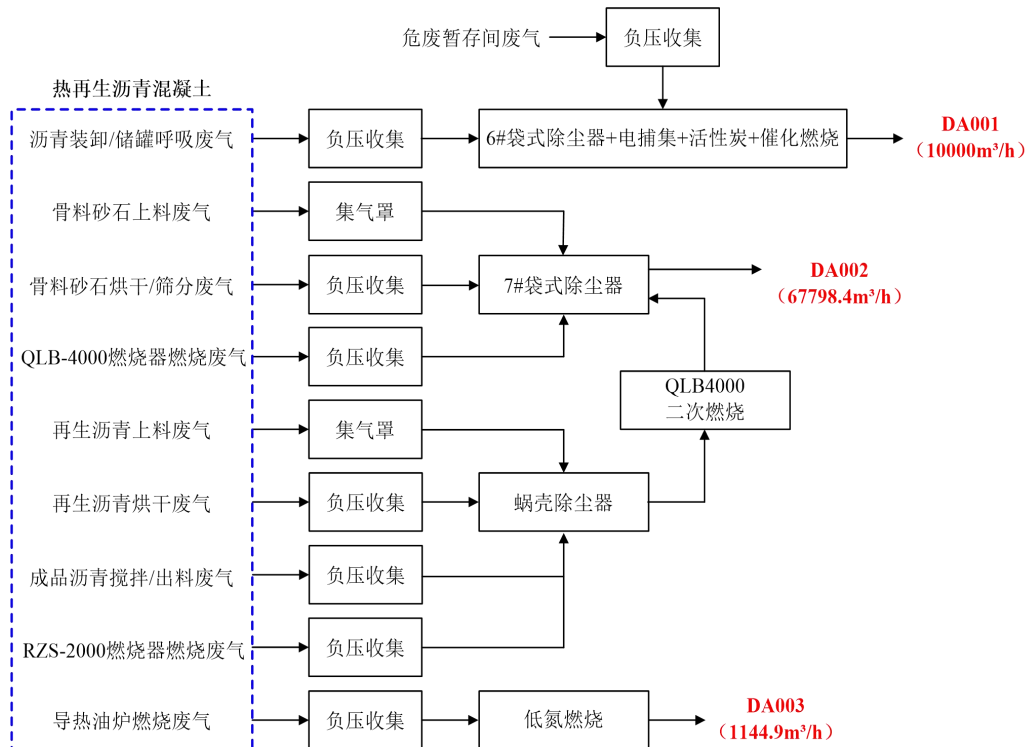 危废暂存间废气
负压收集
热再生沥青混凝土
沥青装卸/储罐呼吸废气
负压收集
6#袋式除尘器+电捕集+活性炭+催化燃烧
DA001
（10000m³/h）
骨料砂石上料废气
集气罩
骨料砂石烘干/筛分废气
负压收集
7#袋式除尘器
DA002
（67798.4m³/h）
QLB-4000燃烧器燃烧废气
负压收集
QLB4000
二次燃烧
再生沥青上料废气
集气罩
再生沥青烘干废气
负压收集
蜗壳除尘器
成品沥青搅拌/出料废气
负压收集
RZS-2000燃烧器燃烧废气
负压收集
导热油炉燃烧废气
负压收集
低氮燃烧
DA003
（1144.9m³/h）